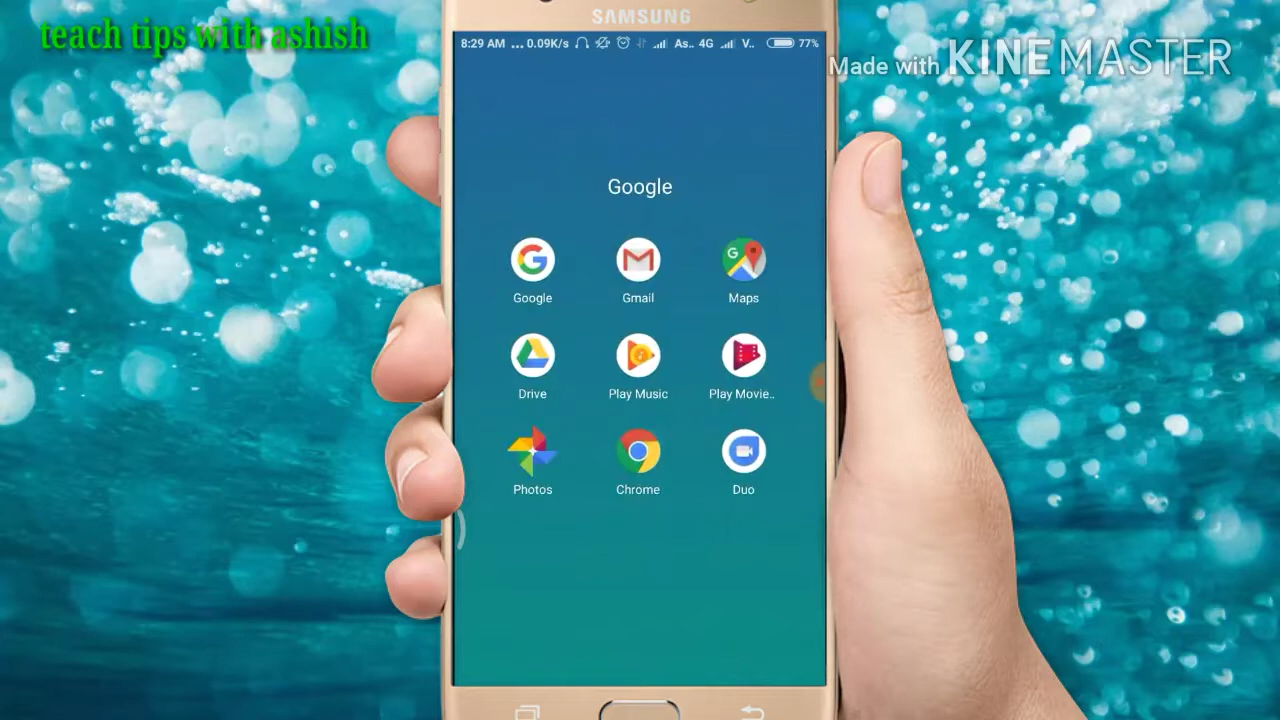 teach tips with ashish
Made with KINEMASTER
SAMSUNG
8:29 AM ... 0.09K/s As.. 4G V.. 77%
Google
Google Gmail Maps
Drive Play Music Play Movie..
Photos Chrome Duo